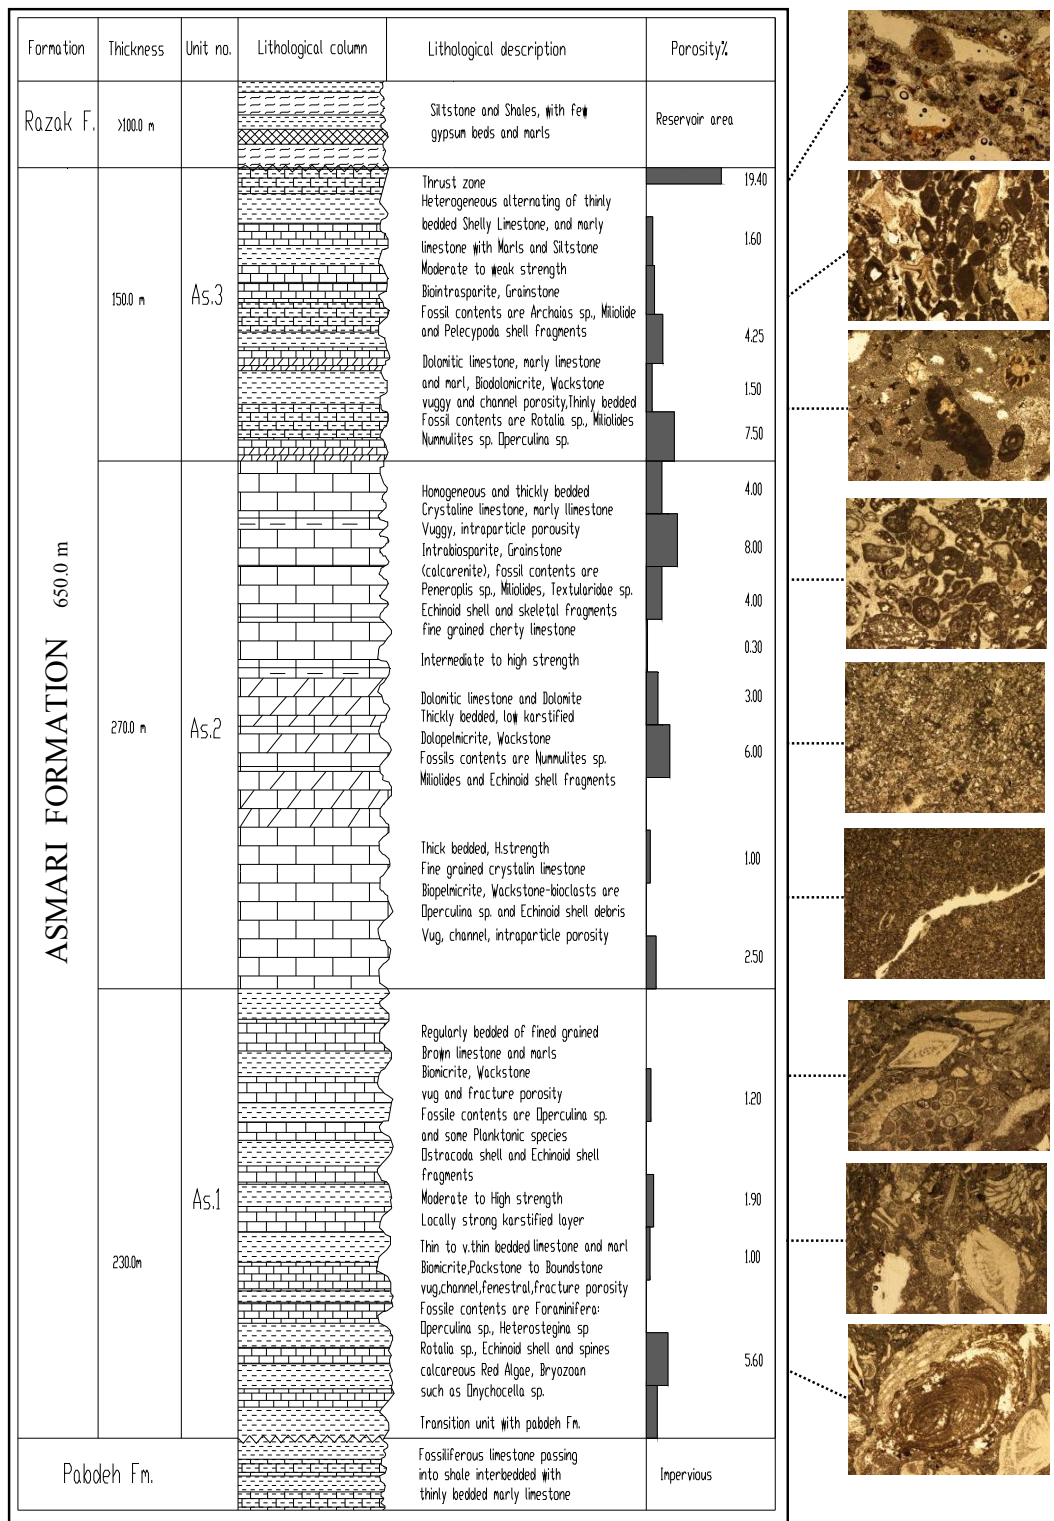 Formation Thickness Unit no. Lithological column Lithological description Porosity%
Razak F. >100.0 m
Siltstone and Shales, with few
gypsum beds and marls
Reservoir area
ASMARI FORMATION 650.0 m
150.0 m
As.3
Thrust zone
Heterogeneous alternating of thinly
bedded Shelly Limestone, and marly
limestone with Marls and Siltstone
Moderate to weak strength
Biointrasparite, Grainstone
Fossil contents are Archaias sp., Miliolide
and Pelecypoda shell fragments
Dolomitic limestone, marly limestone
and marl, Biodolomicrite, Wackstone
vuggy and channel porosity,Thinly bedded
Fossil contents are Rotalia sp., Miliolides
Nummulites sp. Operculina sp.
19.40
1.60
4.25
1.50
7.50
270.0 m
As.2
Homogeneous and thickly bedded
Crystaline limestone, marly llimestone
Vuggy, intraparticle porousity
Intrabiosparite, Grainstone
(calcarenite), fossil contents are
Peneroplis sp., Miliolides, Textularidae sp.
Echinoid shell and skeletal fragments
fine grained cherty limestone
Intermediate to high strength
Dolomitic limestone and Dolomite
Thickly bedded, low karstified
Dolopelmicrite, Wackstone
Fossils contents are Nummulites sp.
Miliolides and Echinoid shell fragments
Thick bedded, H.strength
Fine grained crystalin limestone
Biopelmicrite, Wackstone-bioclasts are
Operculina sp. and Echinoid shell debris
Vug, channel, intraparticle porosity
4.00
8.00
4.00
0.30
3.00
6.00
1.00
2.50
230.0m
As.1
Regularly bedded of fined grained
Brown limestone and marls
Biomicrite, Wackstone
vug and fracture porosity
Fossile contents are Operculina sp.
and some Planktonic species
Ostracoda shell and Echinoid shell
fragments
Moderate to High strength
Locally strong karstified layer
Thin to v.thin bedded limestone and marl
Biomicrite,Packstone to Boundstone
vug,channel,fenestral,fracture porosity
Fossile contents are Foraminifera:
Operculina sp., Heterostegina sp
Rotalia sp., Echinoid shell and spines
calcareous Red Algae, Bryozoan
such as Onychocella sp.
Transition unit with pabdeh Fm.
1.20
1.90
1.00
5.60
Pabdeh Fm.
Fossiliferous limestone passing
into shale interbedded with
thinly bedded marly limestone
Impervious